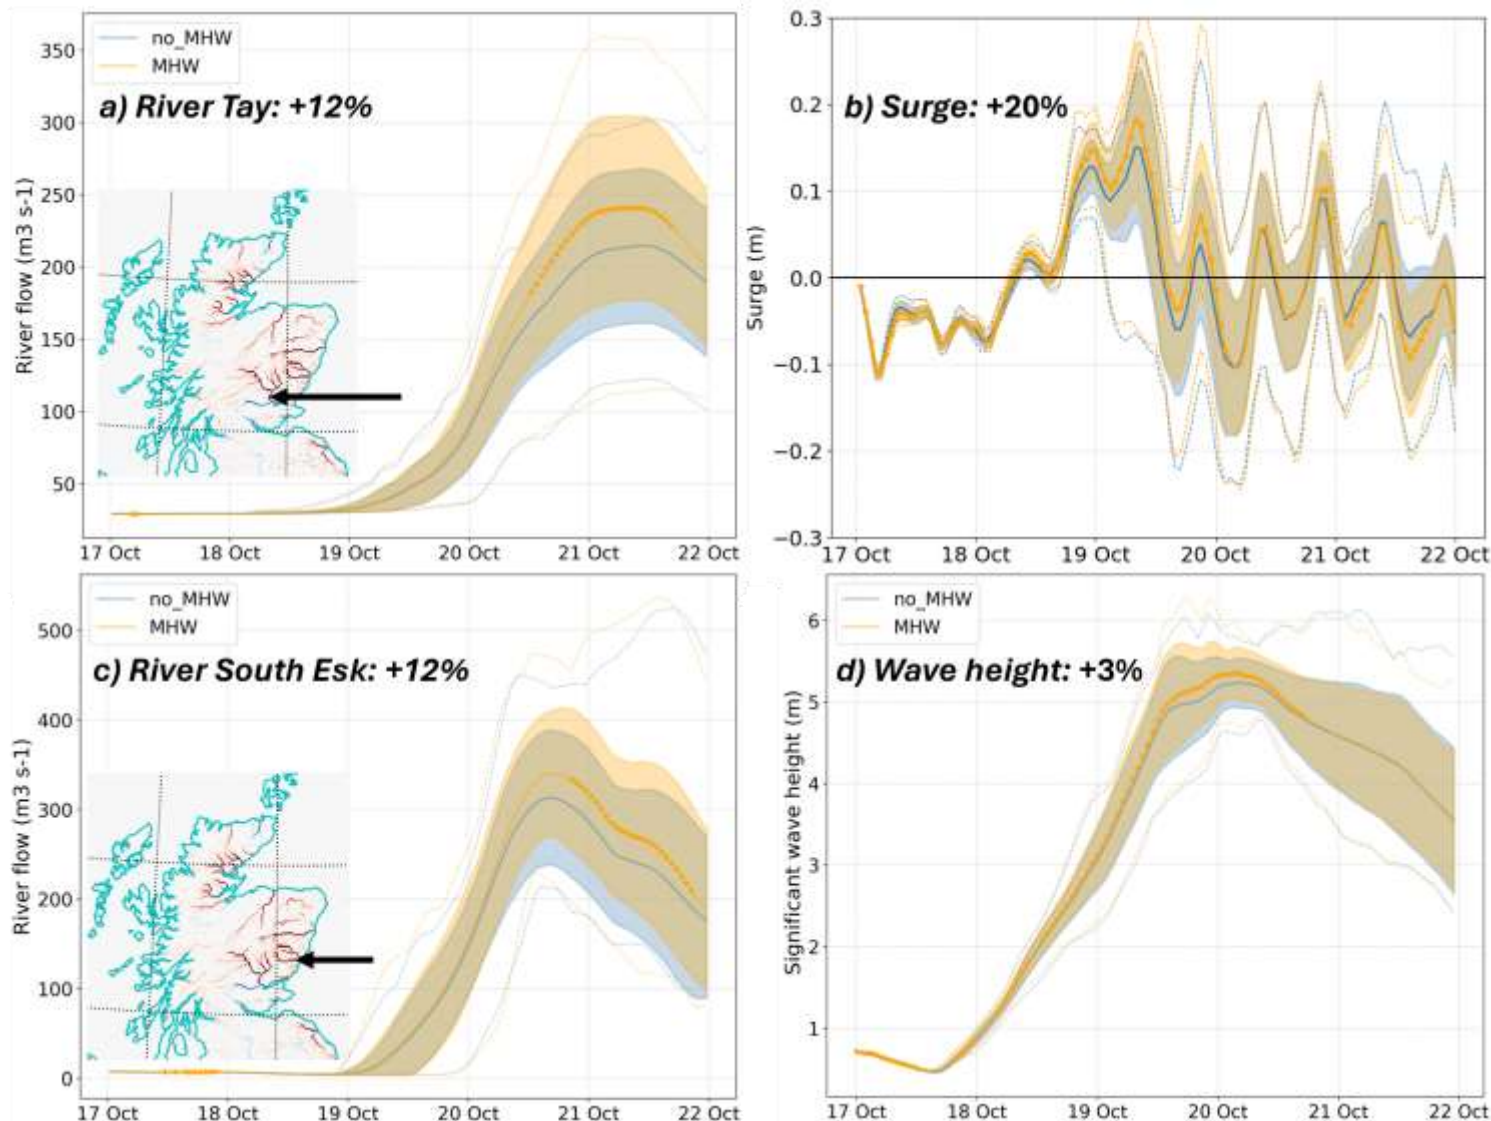 no_MHW
MHW
a) River Tay: +12%
River flow (m3 s-1)
350
300
250
200
150
100
50
17 Oct 18 Oct 19 Oct 20 Oct 21 Oct 22 Oct
b) Surge: +20%
Surge (m)
0.3
0.2
0.1
0.0
−0.1
−0.2
−0.3
17 Oct 18 Oct 19 Oct 20 Oct 21 Oct 22 Oct
no_MHW
MHW
c) River South Esk: +12%
River flow (m3 s-1)
500
400
300
200
100
0
17 Oct 18 Oct 19 Oct 20 Oct 21 Oct 22 Oct
no_MHW
MHW
d) Wave height: +3%
Significant wave height (m)
6
5
4
3
2
1
17 Oct 18 Oct 19 Oct 20 Oct 21 Oct 22 Oct